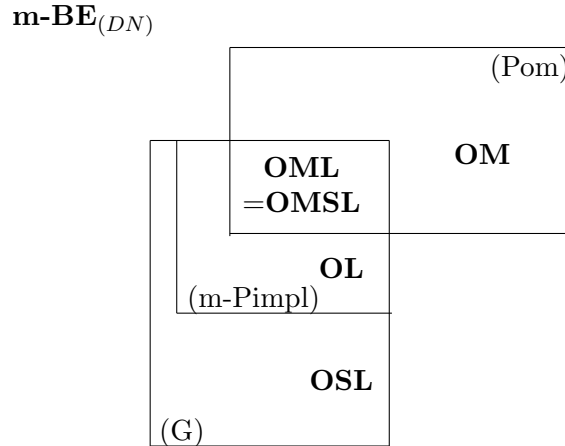 m-BE(DN)
(Pom)
OM
OML
=OMSL
OL
(m-Pimpl)
OSL
(G)